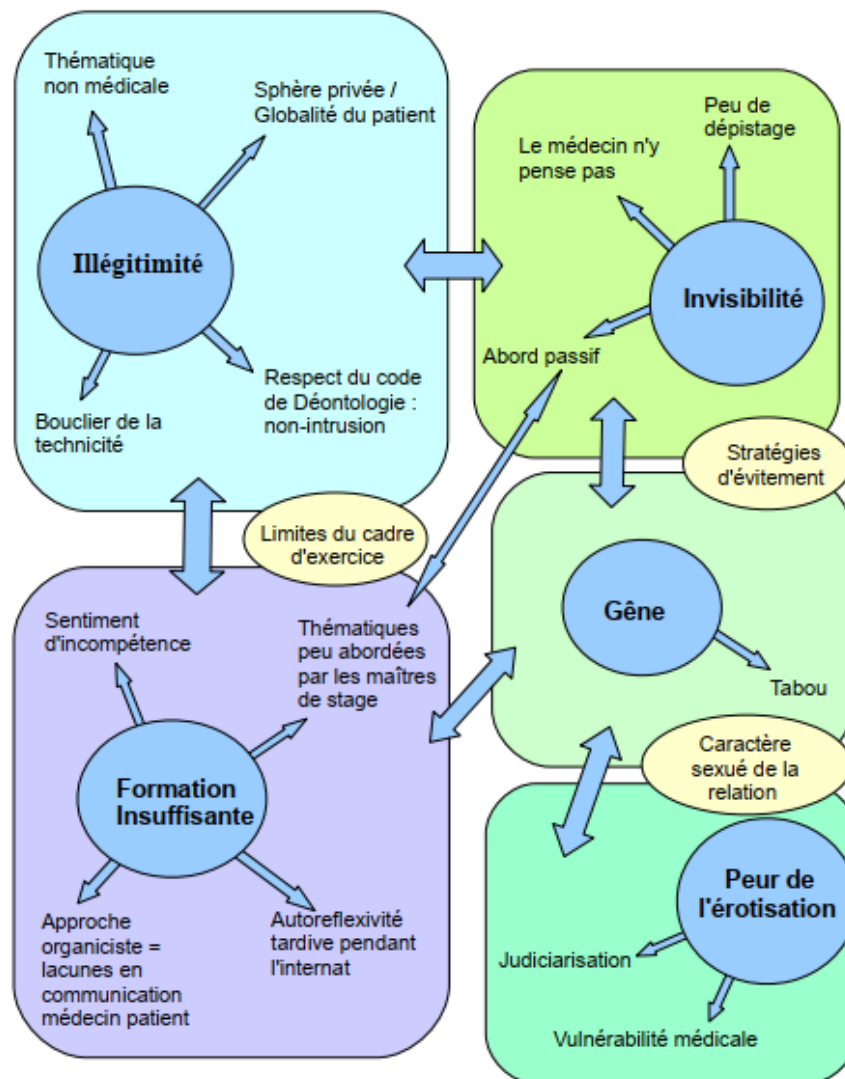 Thématique
non médicale
Sphère privée /
Globalité du patient
Illégitimité
Bouclier de la
technicité
Respect du code
de Déontologie :
non-intrusion
Peu de
dépistage
Le médecin n'y
pense pas
Invisibilité
Abord passif
Stratégies
d'évitement
Limites du cadre
d'exercice
Gêne
Tabou
Sentiment
d'incompétence
Thématiques
peu abordées
par les maîtres
de stage
Formation
Insuffisante
Approche
organiciste =
lacunes en
communication
médecin patient
Autoreflexivité
tardive pendant
l'internat
Caractère
sexué de la
relation
Peur de
l'érotisation
Judiciarisation
Vulnérabilité médicale